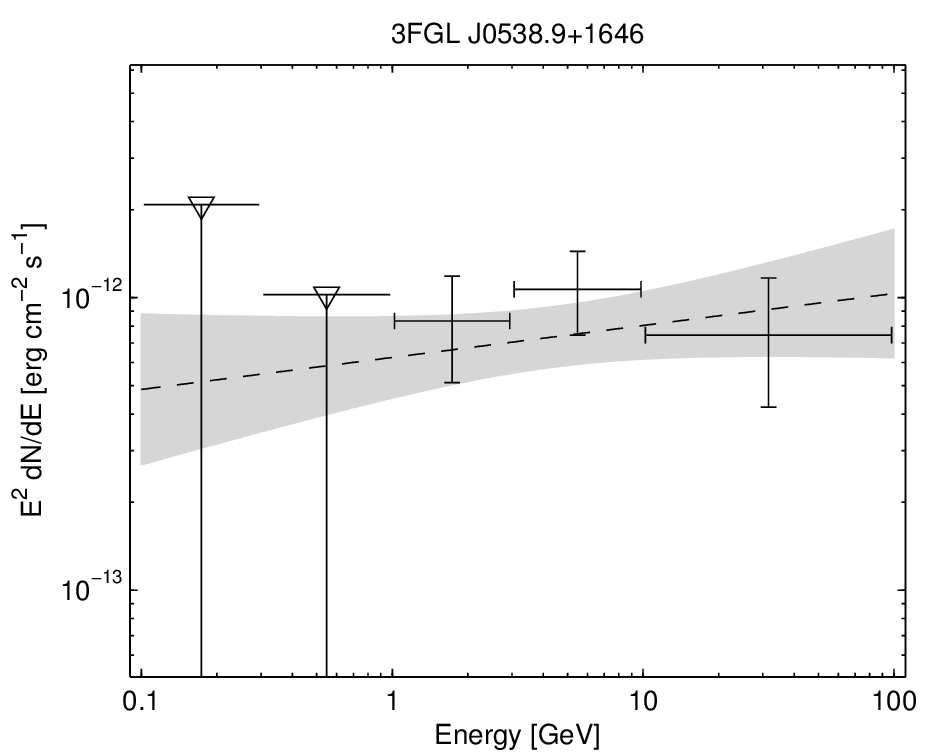 3FGL J0538.9+1646
E² dN/dE [erg cm⁻² s⁻¹]
10⁻¹²
10⁻¹³
0.1 1 10 100
Energy [GeV]